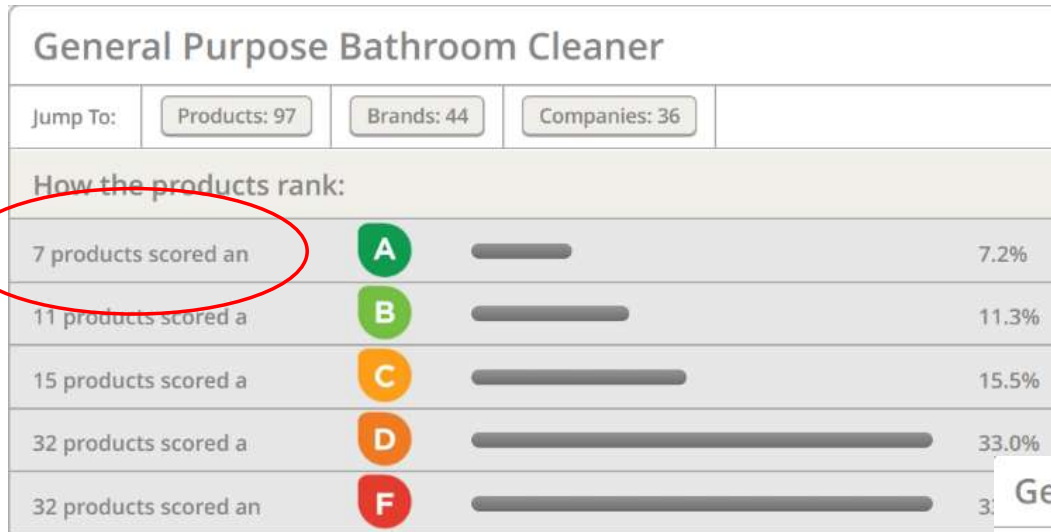 General Purpose Bathroom Cleaner
Jump To: Products: 97 Brands: 44 Companies: 36
How the products rank:
7 products scored an A 7.2%
11 products scored a B 11.3%
15 products scored a C 15.5%
32 products scored a D 33.0%
32 products scored an F